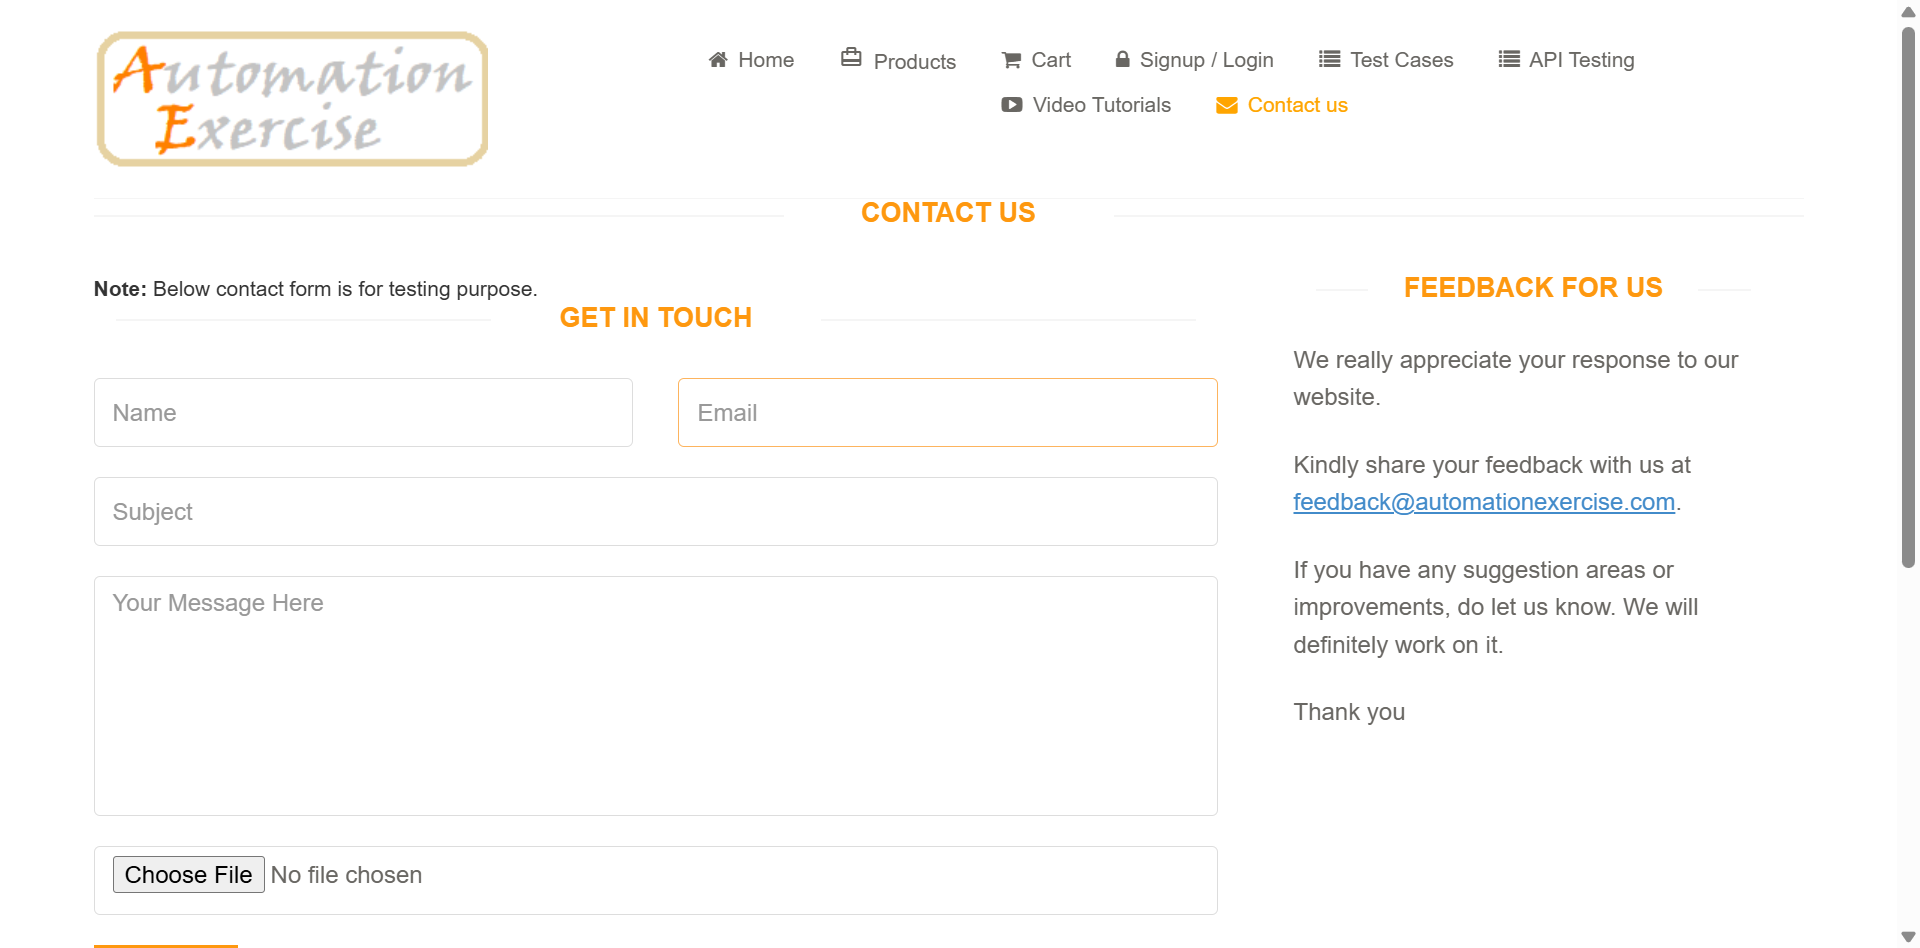 Automation
Exercise
Home
Products
Cart
Signup / Login
Test Cases
API Testing
Video Tutorials
Contact us
CONTACT US
Note: Below contact form is for testing purpose.
GET IN TOUCH
Name
Email
Subject
Your Message Here
Choose File No file chosen
FEEDBACK FOR US
We really appreciate your response to our
website.
Kindly share your feedback with us at
feedback@automationexercise.com.
If you have any suggestion areas or
improvements, do let us know. We will
definitely work on it.
Thank you